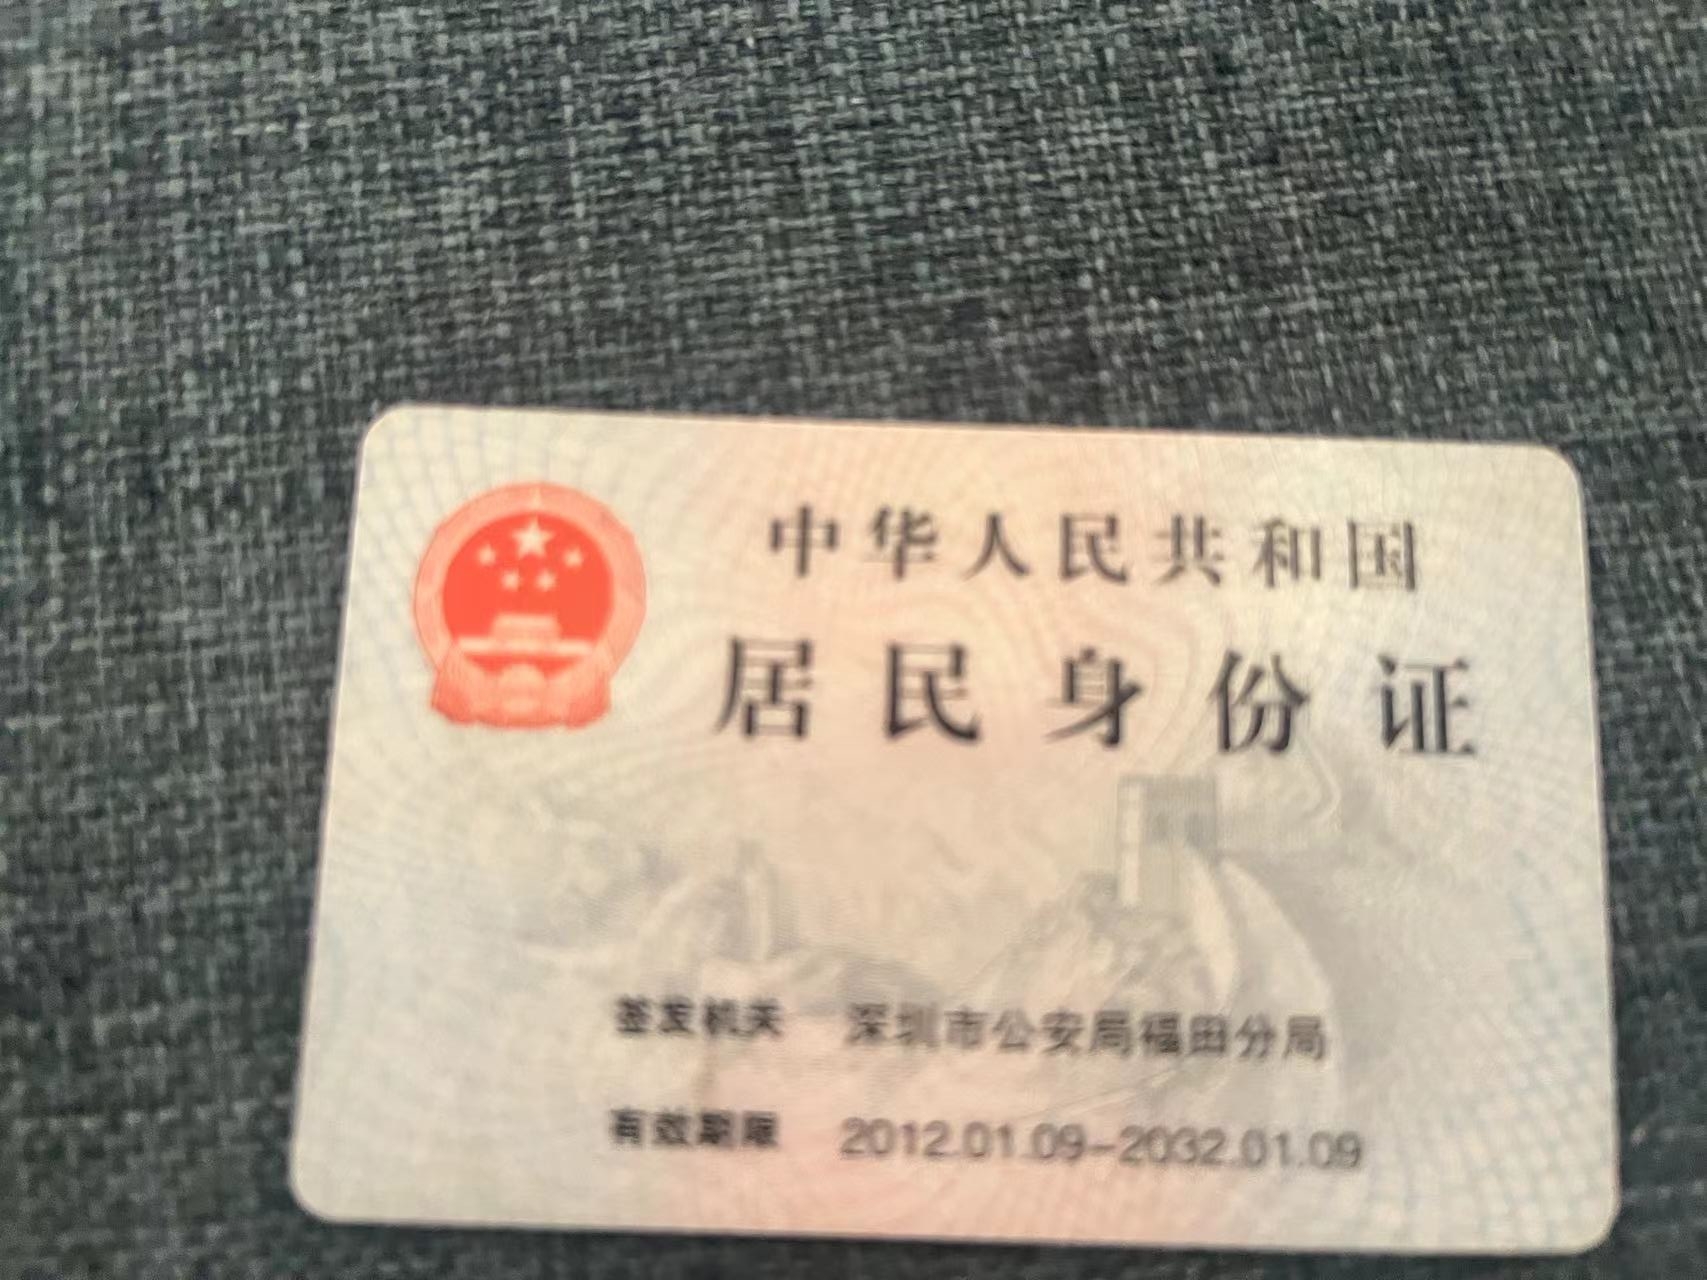 中华人民共和国
居民身份证
签发机关 深圳市公安局福田分局
有效期限 2012.01.09-2032.01.09